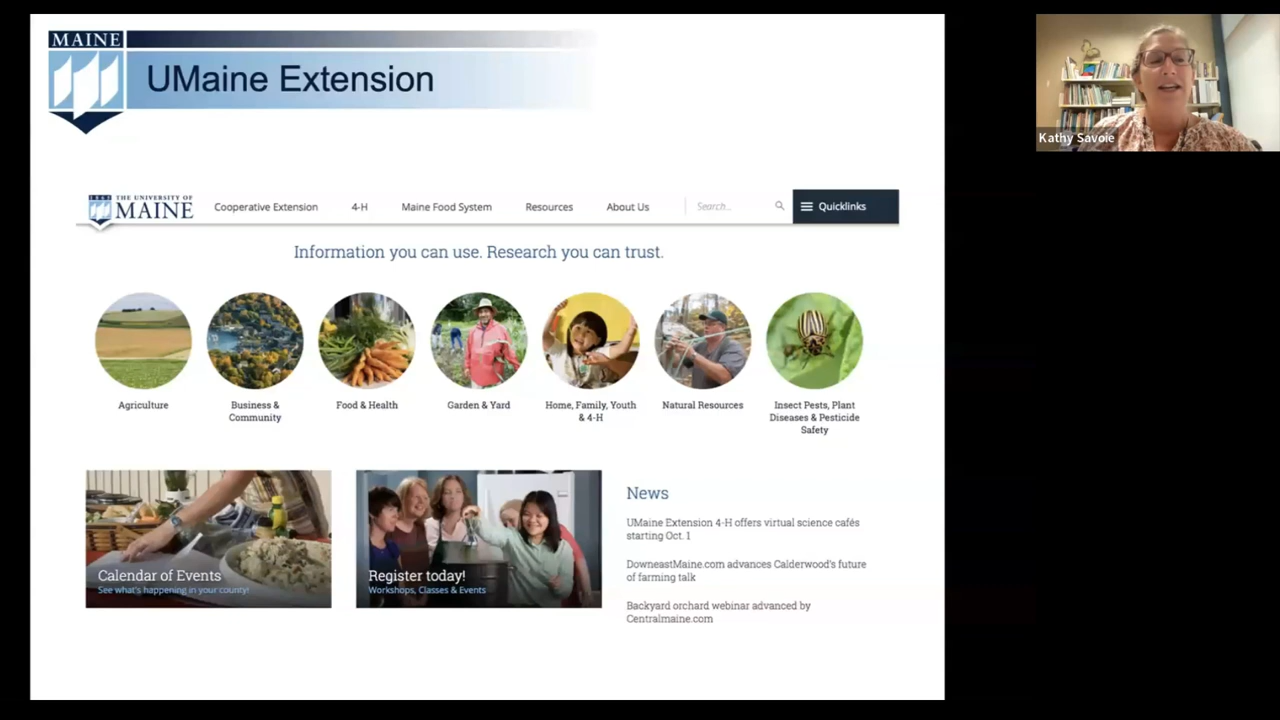 MAINE
UMaine Extension
Kathy Savoie
1865
THE UNIVERSITY OF
MAINE
Cooperative Extension
4-H
Maine Food System
Resources
About Us
Search...
Quicklinks
Information you can use. Research you can trust.
Agriculture
Business &
Community
Food & Health
Garden & Yard
Home, Family, Youth
& 4-H
Natural Resources
Insect Pests, Plant
Diseases & Pesticide
Safety
Calendar of Events
See what's happening in your county!
Register today!
Workshops, Classes & Events
News
UMaine Extension 4-H offers virtual science cafés
starting Oct. 1
DowneastMaine.com advances Calderwood's future
of farming talk
Backyard orchard webinar advanced by
Centralmaine.com